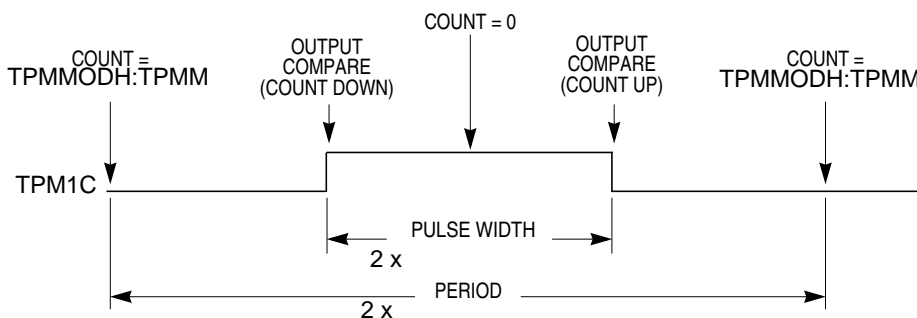 COUNT = 0
COUNT =
TPMMODH:TPMM
OUTPUT
COMPARE
(COUNT DOWN)
OUTPUT
COMPARE
(COUNT UP)
COUNT =
TPMMODH:TPMM
TPM1C
PULSE WIDTH
2 x
PERIOD
2 x